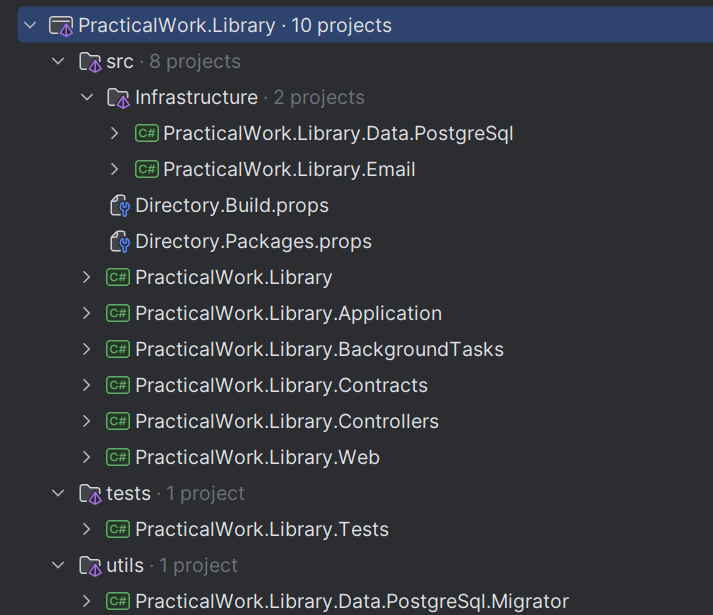 PracticalWork.Library · 10 projects
src · 8 projects
Infrastructure · 2 projects
C# PracticalWork.Library.Data.PostgreSql
C# PracticalWork.Library.Email
Directory.Build.props
Directory.Packages.props
C# PracticalWork.Library
C# PracticalWork.Library.Application
C# PracticalWork.Library.BackgroundTasks
C# PracticalWork.Library.Contracts
C# PracticalWork.Library.Controllers
C# PracticalWork.Library.Web
tests · 1 project
C# PracticalWork.Library.Tests
utils · 1 project
C# PracticalWork.Library.Data.PostgreSql.Migrator